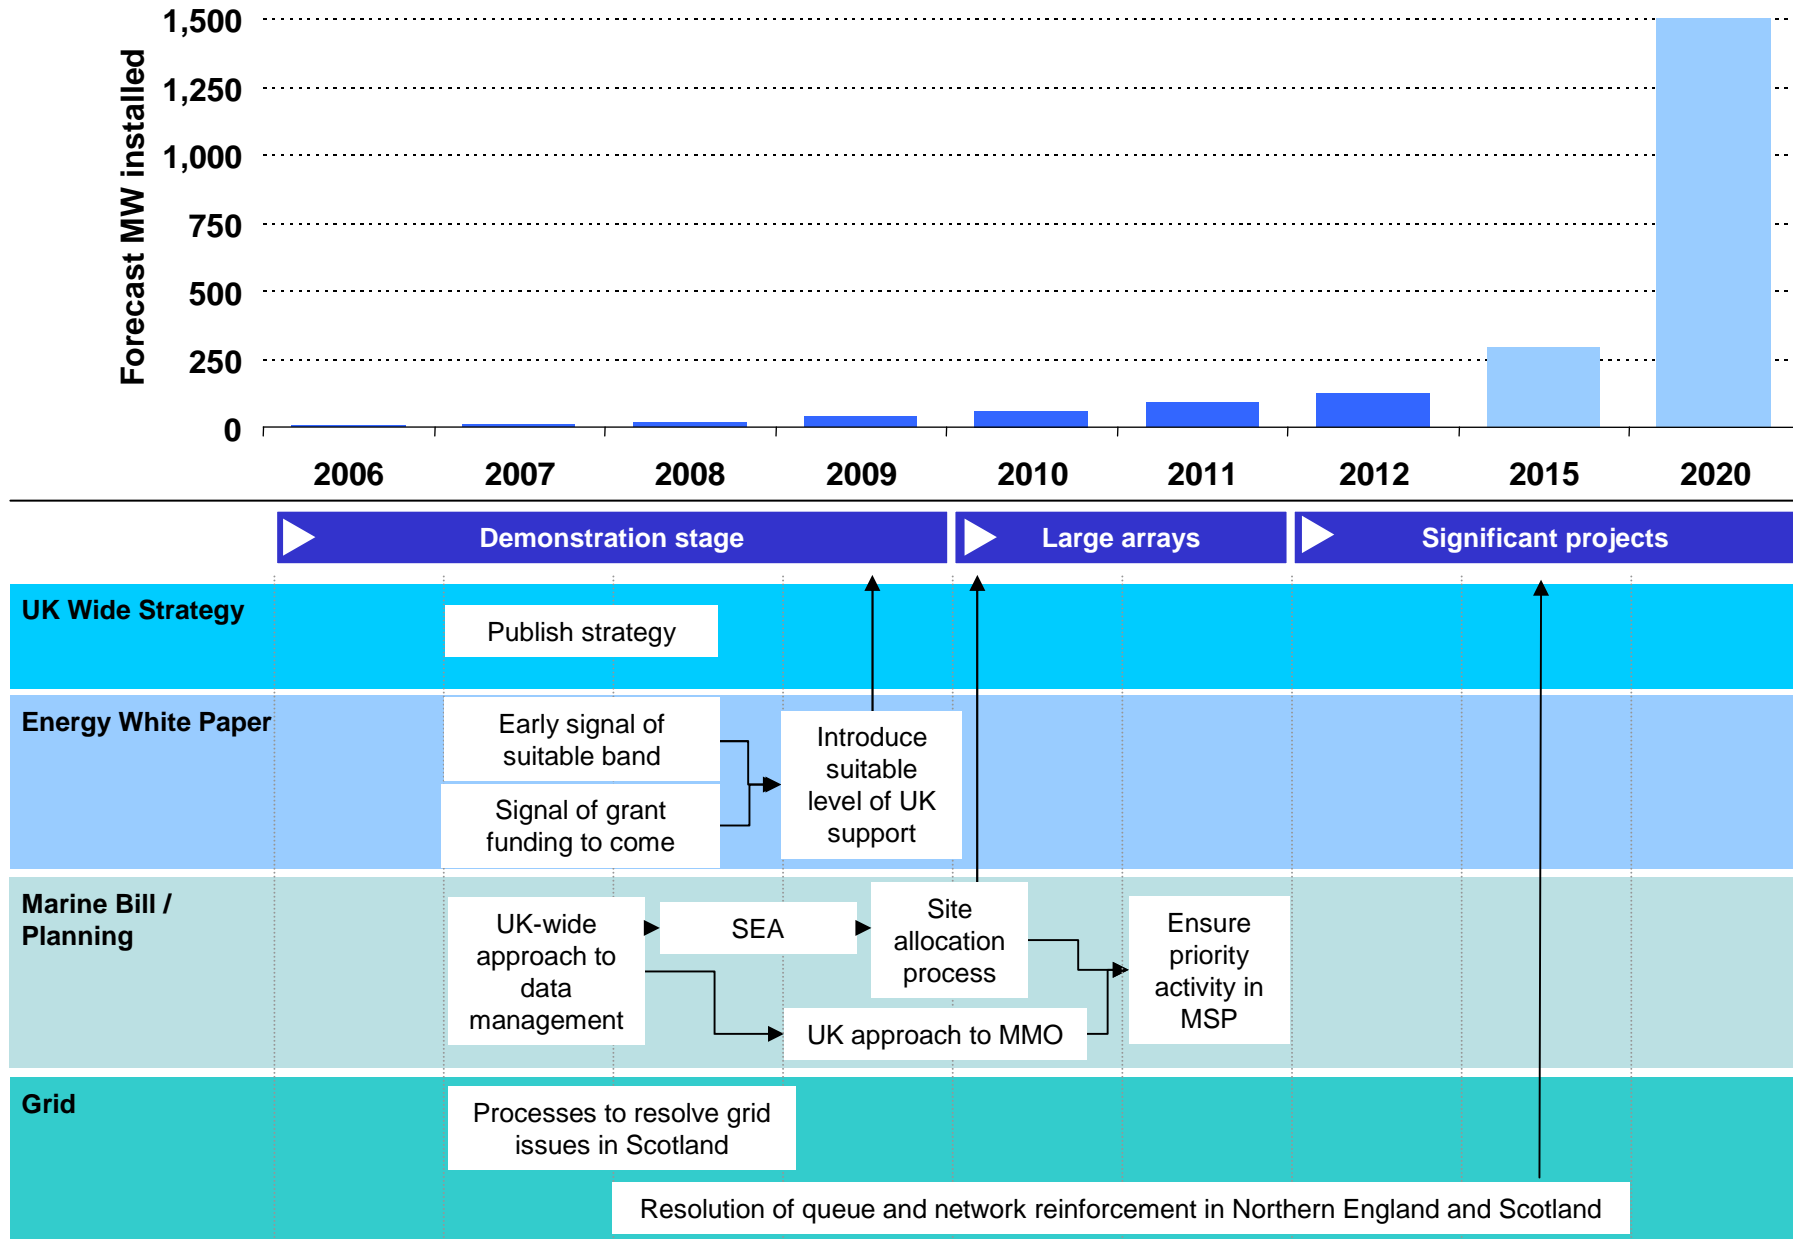 1,500
1,250
1,000
750
500
250
0
Forecast MW installed
2006 2007 2008 2009 2010 2011 2012 2015 2020
Demonstration stage
Large arrays
Significant projects
UK Wide Strategy
Publish strategy
Energy White Paper
Early signal of
suitable band
Signal of grant
funding to come
Introduce
suitable
level of UK
support
Marine Bill /
Planning
UK-wide
approach to
data
management
SEA
Site
allocation
process
UK approach to MMO
Ensure
priority
activity in
MSP
Grid
Processes to resolve grid
issues in Scotland
Resolution of queue and network reinforcement in Northern England and Scotland